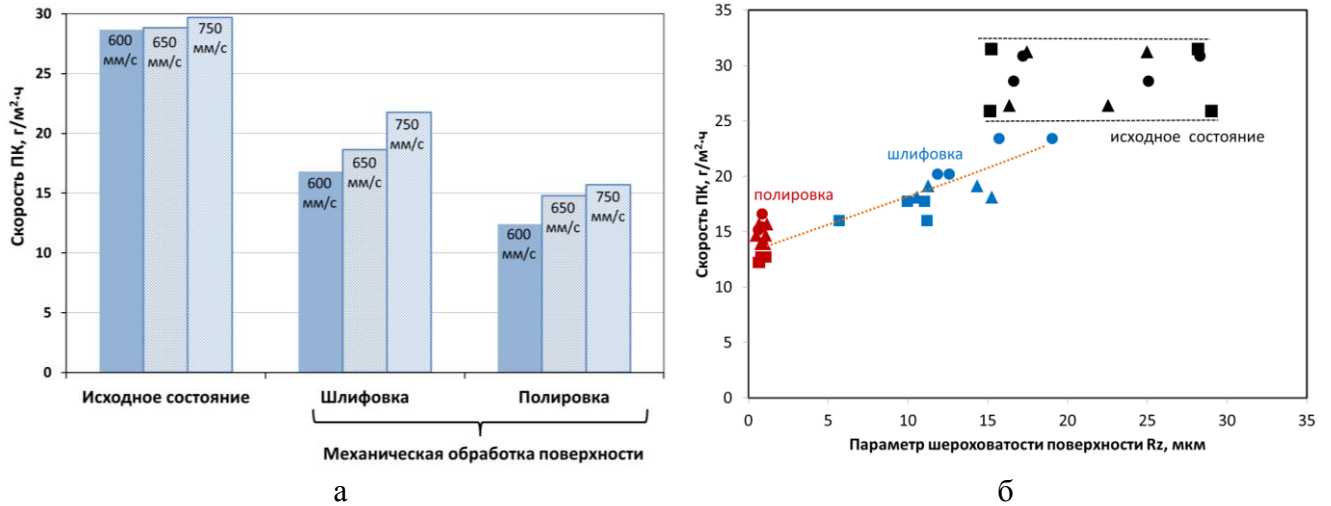 Скорость ПК, г/м²·ч
35
30
25
20
15
10
5
0
600
мм/с
650
мм/с
750
мм/с
600
мм/с
650
мм/с
750
мм/с
600
мм/с
650
мм/с
750
мм/с
Исходное состояние
Шлифовка
Полировка
Механическая обработка поверхности
а
Скорость ПК, г/м²·ч
35
30
25
20
15
10
5
0
исходное состояние
шлифовка
полировка
0
5
10
15
20
25
30
35
Параметр шероховатости поверхности Rz, мкм
б